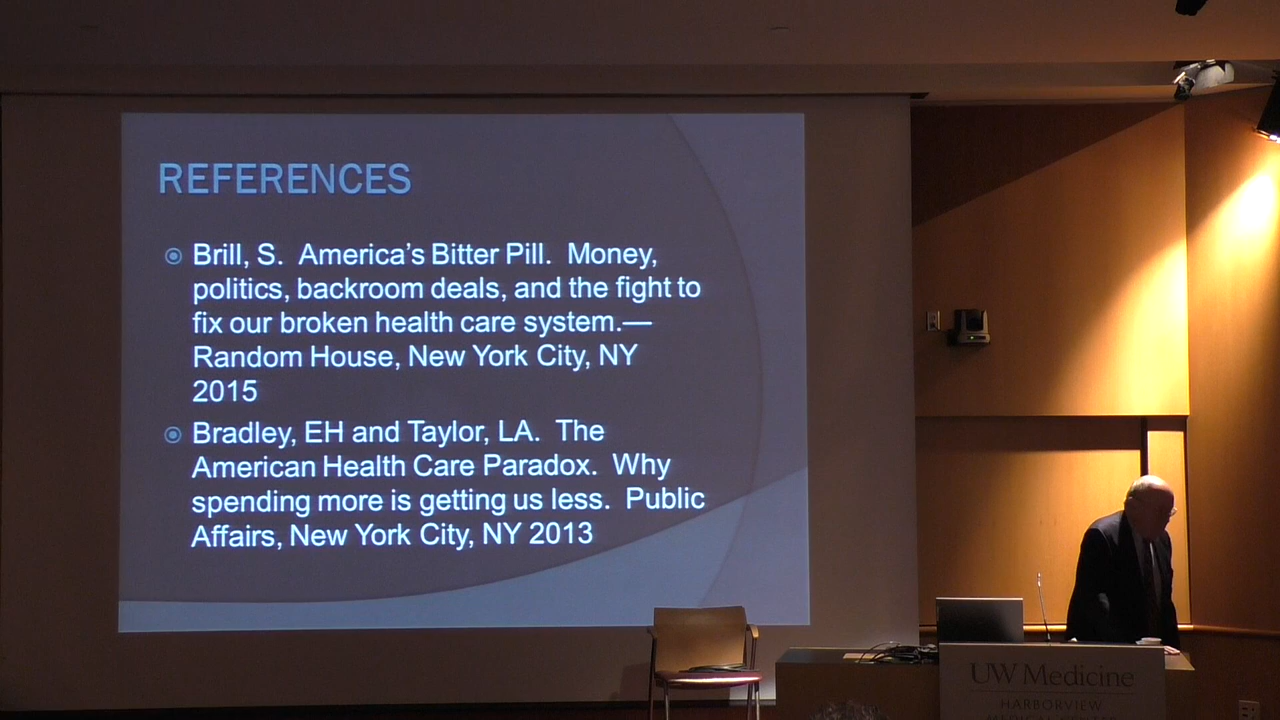 REFERENCES
Brill, S. America's Bitter Pill. Money,
politics, backroom deals, and the fight to
fix our broken health care system.—
Random House, New York City, NY
2015
Bradley, EH and Taylor, LA. The
American Health Care Paradox. Why
spending more is getting us less. Public
Affairs, New York City, NY 2013
UW Medicine
HARBORVIEW